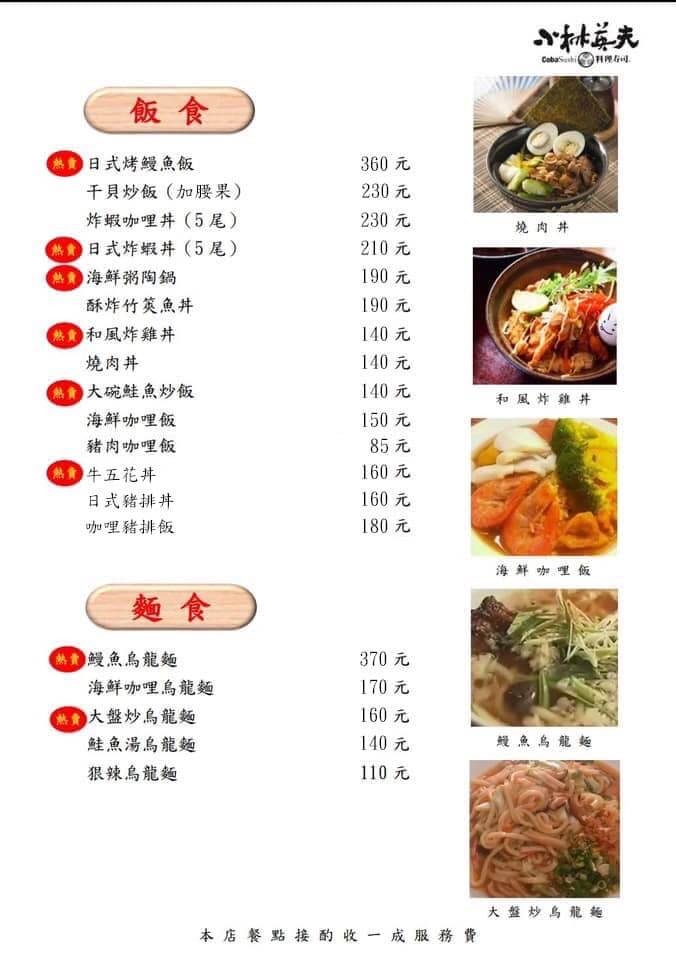 小林英夫
CobaSushi 料理寿司.
飯食
熱賣 日式烤鰻魚飯 360 元
干貝炒飯（加腰果） 230 元
炸蝦咖哩丼（5 尾） 230 元
熱賣 日式炸蝦丼（5 尾） 210 元
熱賣 海鮮粥陶鍋 190 元
酥炸竹筴魚丼 190 元
熱賣 和風炸雞丼 140 元
燒肉丼 140 元
熱賣 大碗鮭魚炒飯 140 元
海鮮咖哩飯 150 元
豬肉咖哩飯 85 元
熱賣 牛五花丼 160 元
日式豬排丼 160 元
咖哩豬排飯 180 元
燒肉丼
和風炸雞丼
海鮮咖哩飯
麵食
熱賣 鰻魚烏龍麵 370 元
海鮮咖哩烏龍麵 170 元
熱賣 大盤炒烏龍麵 160 元
鮭魚湯烏龍麵 140 元
狠辣烏龍麵 110 元
鰻魚烏龍麵
大盤炒烏龍麵
本店餐點接酌收一成服務費